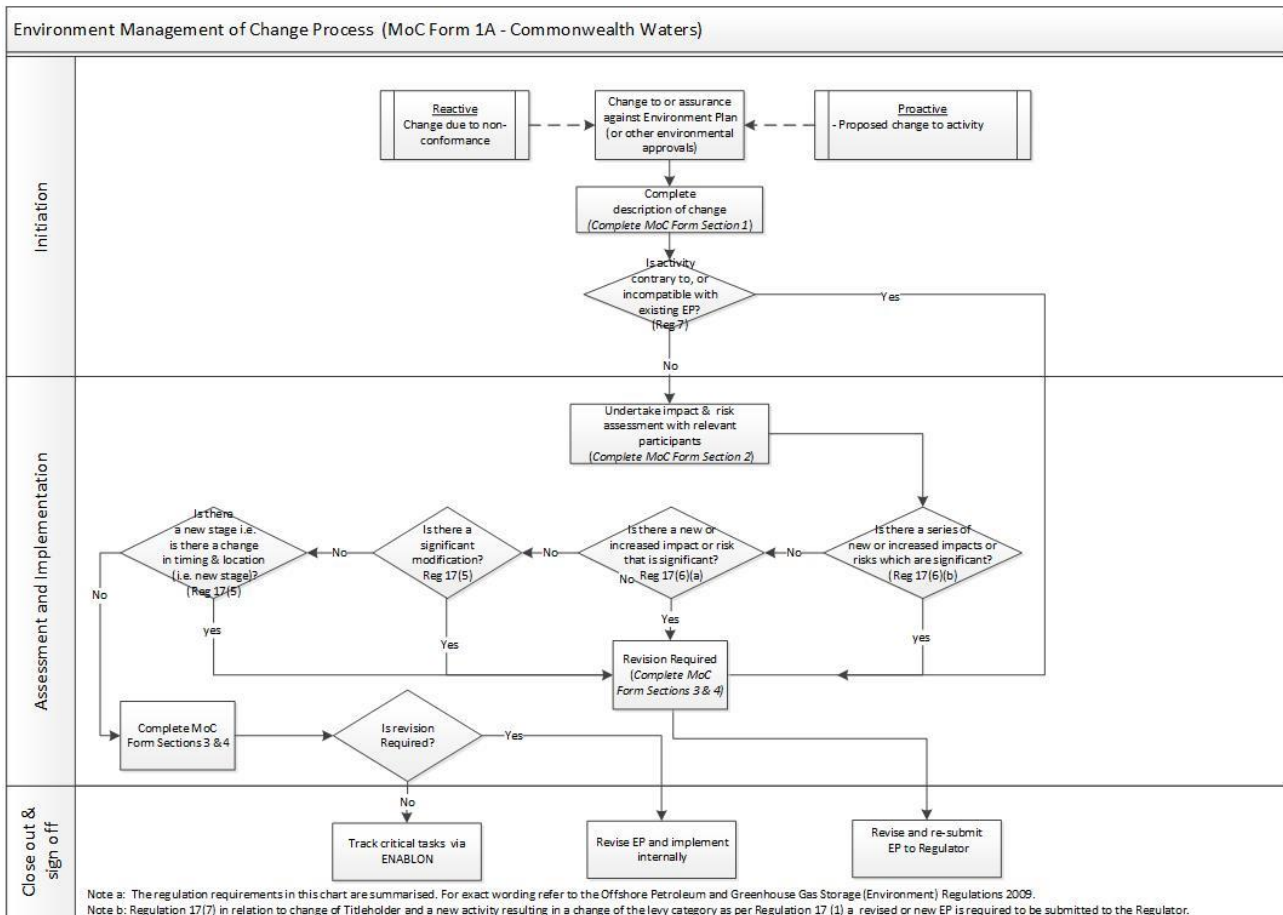 Environment Management of Change Process (MoC Form 1A - Commonwealth Waters)
Initiation
Reactive
Change due to non-
conformance
Change to or assurance
against Environment Plan
(or other environmental
approvals)
Proactive
- Proposed change to activity
Complete
description of change
(Complete MoC Form Section 1)
Is activity
contrary to, or
incompatible with
existing EP?
(Reg 7)
Yes
No
Assessment and Implementation
Undertake impact & risk
assessment with relevant
participants
(Complete MoC Form Section 2)
Is there
a new stage i.e.
is there a change
in timing & location
(i.e. new stage)?
(Reg 17(5)
No
Is there a
significant
modification?
Reg 17(5)
No
Is there a new or
increased impact or risk
that is significant?
Reg 17(6)(a)
No
No
Is there a series of
new or increased impacts or
risks which are significant?
(Reg 17(6)(b)
No
yes
Yes
Yes
yes
Revision Required
(Complete MoC
Form Sections 3 & 4)
Complete MoC
Form Sections 3 & 4
Is revision
Required?
Yes
No
Close out &
sign off
Track critical tasks via
ENABLON
Revise EP and implement
internally
Revise and re-submit
EP to Regulator
Note a: The regulation requirements in this chart are summarised. For exact wording refer to the Offshore Petroleum and Greenhouse Gas Storage (Environment) Regulations 2009.
Note b: Regulation 17(7) in relation to change of Titleholder and a new activity resulting in a change of the levy category as per Regulation 17 (1) a revised or new EP is required to be submitted to the Regulator.